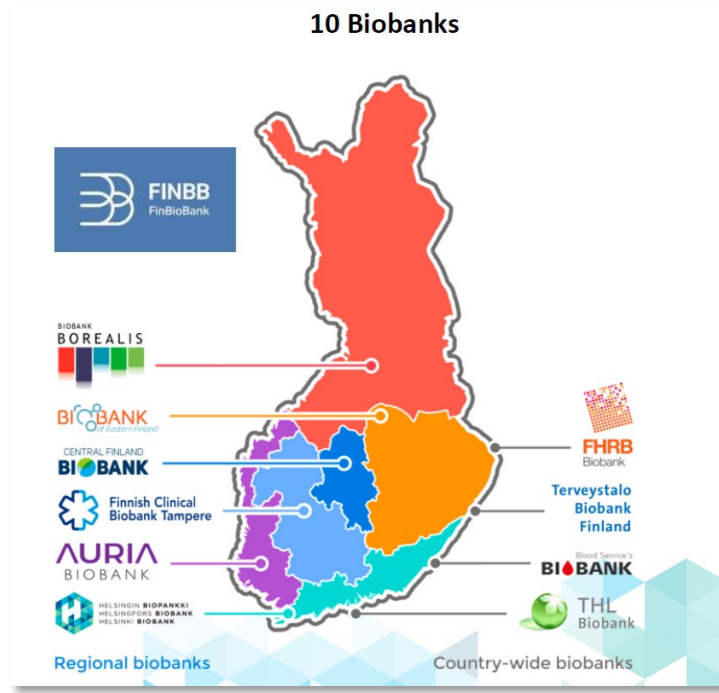 10 Biobanks
FINBB
FinBioBank
BIOBANK
BOREALIS
BIOBANK
of Eastern Finland
CENTRAL FINLAND
BIOBANK
Finnish Clinical
Biobank Tampere
AURIA
BIOBANK
HELSINGIN BIOPANKKI
HELSINGFORS BIOBANK
HELSINKI BIOBANK
Regional biobanks
FHRB
Biobank
Terveystalo
Biobank
Finland
Blood Service's
BIOBANK
THL
Biobank
Country-wide biobanks